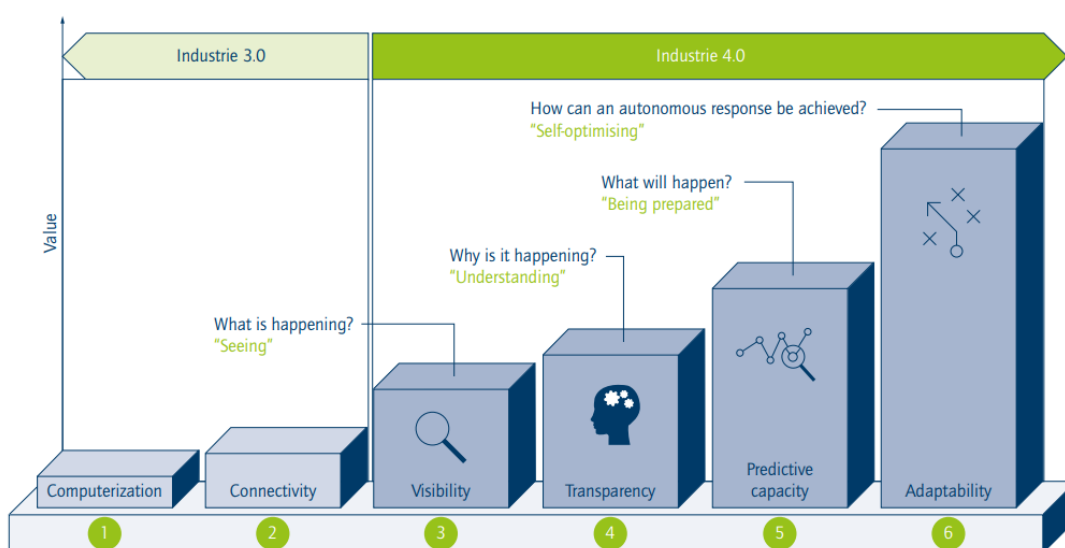 Industrie 3.0
Industrie 4.0
How can an autonomous response be achieved?
“Self-optimising”
What will happen?
“Being prepared”
Why is it happening?
“Understanding”
What is happening?
“Seeing”
Value
Computerization
Connectivity
Visibility
Transparency
Predictive
capacity
Adaptability
1
2
3
4
5
6